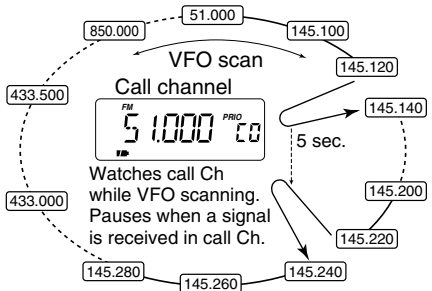 51.000
850.000
145.100
VFO scan
145.120
Call channel
433.500
FM
PRIO
51.000 C0
145.140
5 sec.
Watches call Ch
while VFO scanning.
Pauses when a signal
is received in call Ch.
145.200
433.000
145.220
145.280
145.240
145.260